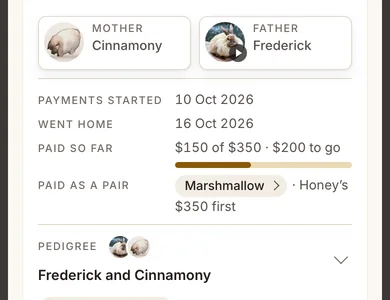 MOTHER
Cinnamony
FATHER
Frederick
PAYMENTS STARTED 10 Oct 2026
WENT HOME 16 Oct 2026
PAID SO FAR $150 of $350 · $200 to go
PAID AS A PAIR Marshmallow · Honey’s
$350 first
PEDIGREE
Frederick and Cinnamony